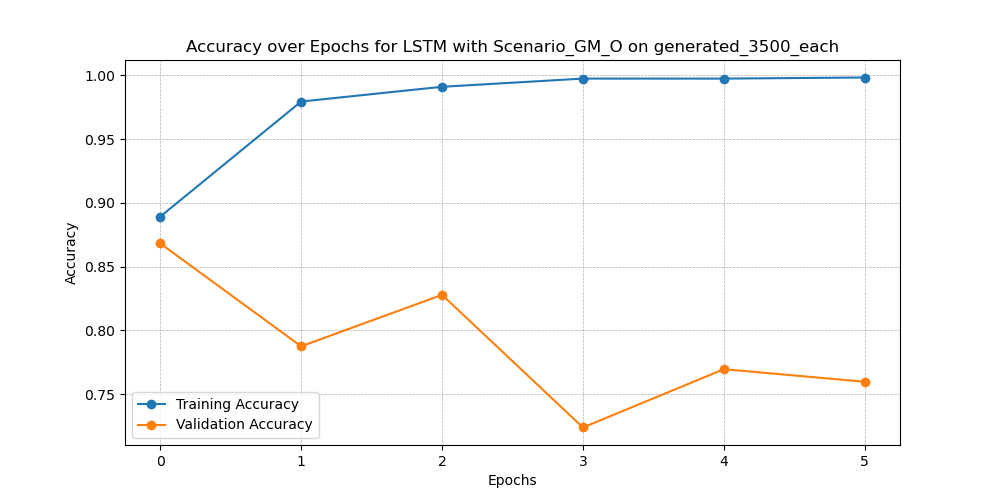 Accuracy over Epochs for LSTM with Scenario_GM_O on generated_3500_each
1.00
0.95
0.90
0.85
0.80
0.75
Accuracy
Training Accuracy
Validation Accuracy
0 1 2 3 4 5
Epochs